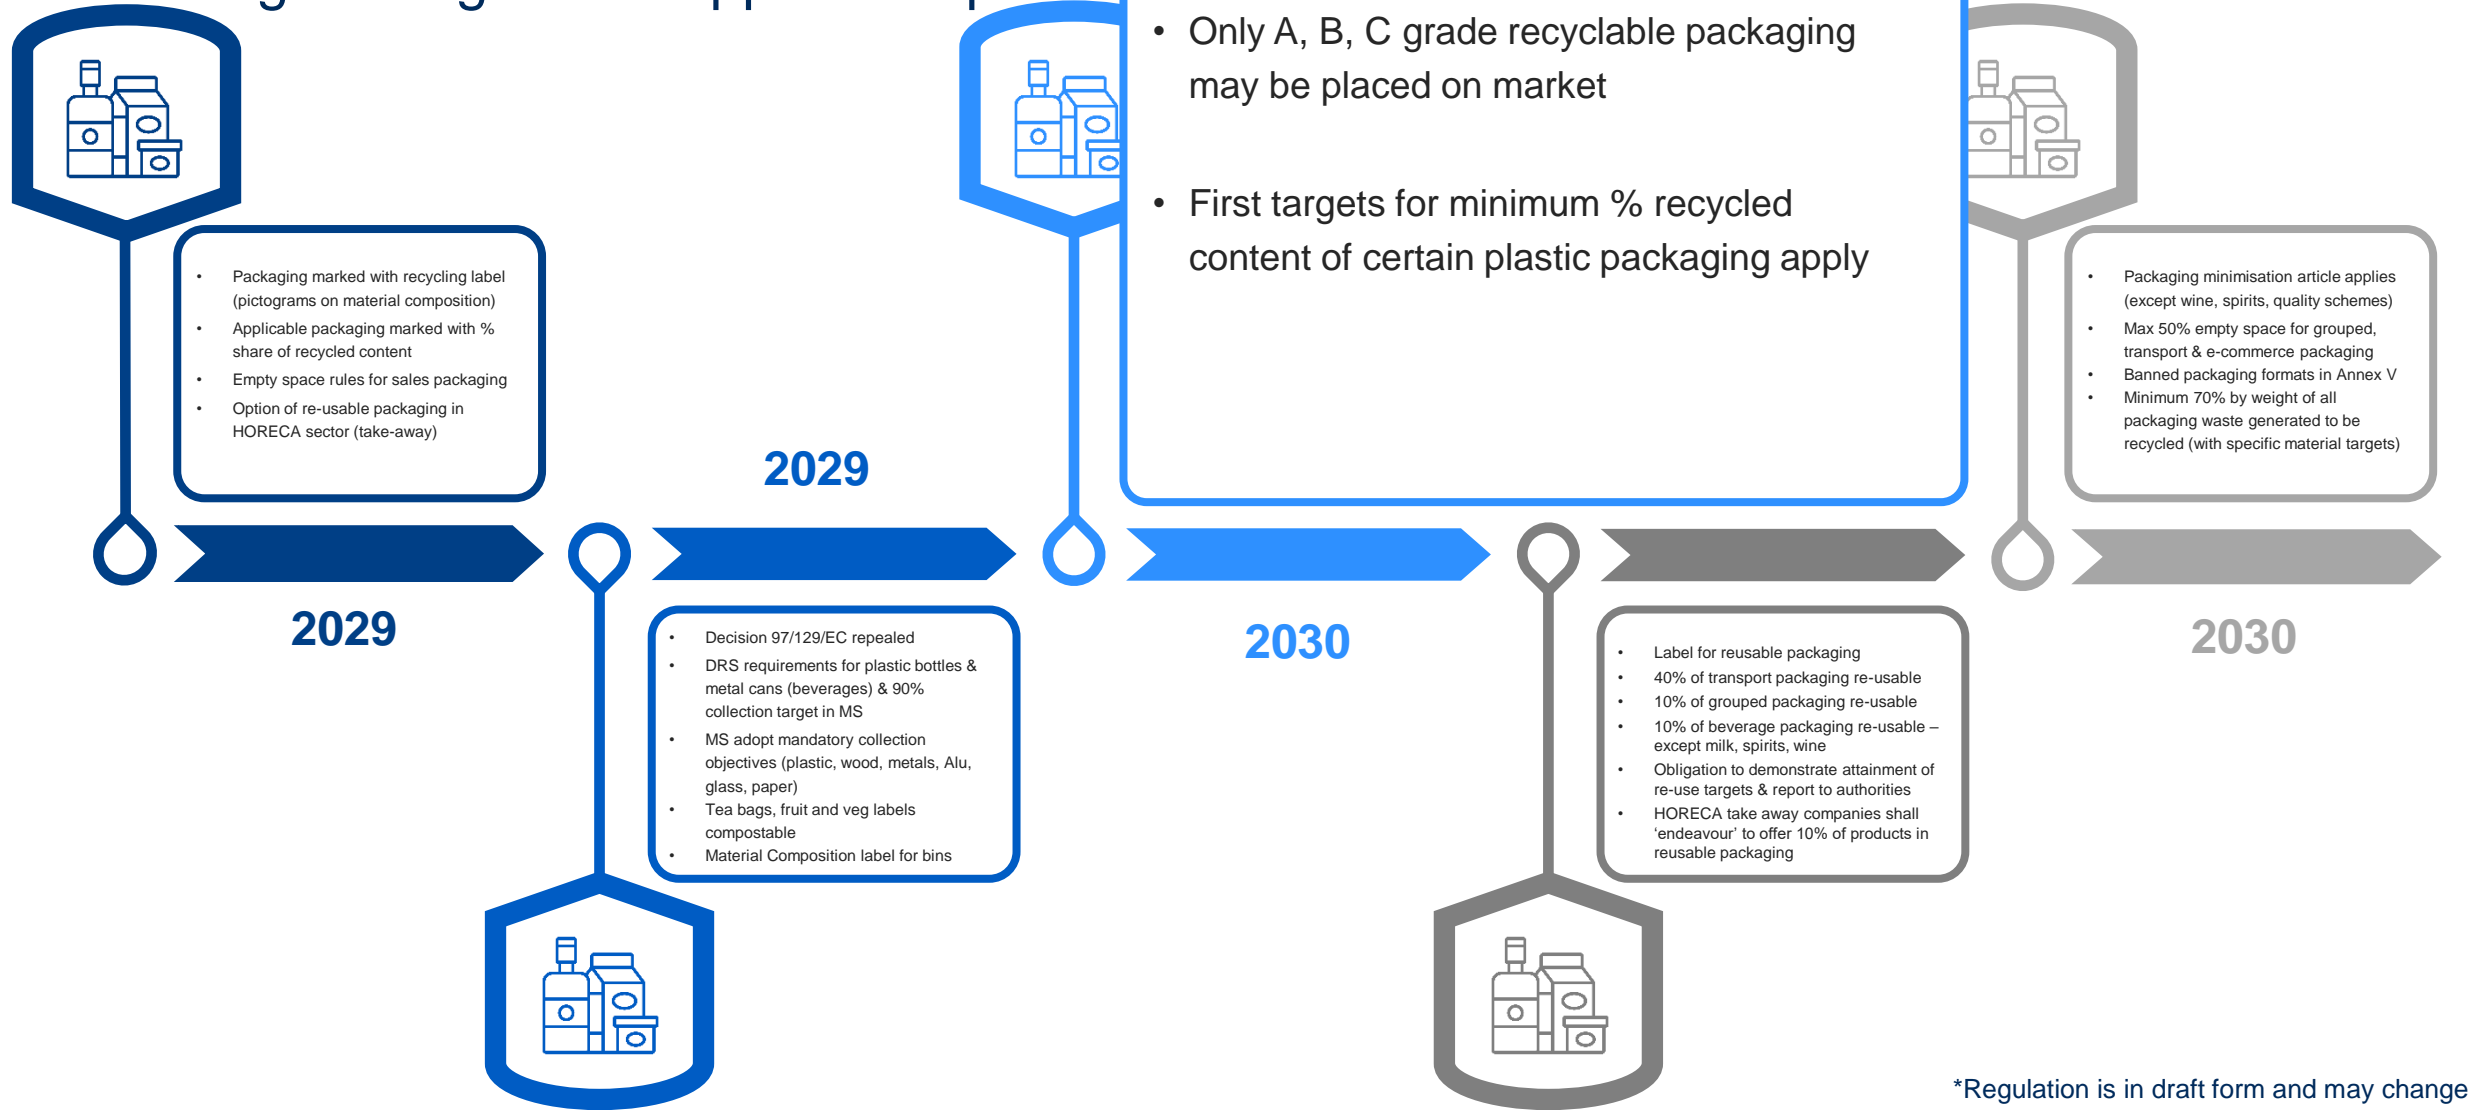 • Only A, B, C grade recyclable packaging
may be placed on market
• First targets for minimum % recycled
content of certain plastic packaging apply
• Packaging marked with recycling label
(pictograms on material composition)
• Applicable packaging marked with %
share of recycled content
• Empty space rules for sales packaging
• Option of re-usable packaging in
HORECA sector (take-away)
2029
2029
• Decision 97/129/EC repealed
• DRS requirements for plastic bottles &
metal cans (beverages) & 90%
collection target in MS
• MS adopt mandatory collection
objectives (plastic, wood, metals, Alu,
glass, paper)
• Tea bags, fruit and veg labels
compostable
• Material Composition label for bins
2030
• Label for reusable packaging
• 40% of transport packaging re-usable
• 10% of grouped packaging re-usable
• 10% of beverage packaging re-usable –
except milk, spirits, wine
• Obligation to demonstrate attainment of
re-use targets & report to authorities
• HORECA take away companies shall
‘endeavour’ to offer 10% of products in
reusable packaging
• Packaging minimisation article applies
(except wine, spirits, quality schemes)
• Max 50% empty space for grouped,
transport & e-commerce packaging
• Banned packaging formats in Annex V
• Minimum 70% by weight of all
packaging waste generated to be
recycled (with specific material targets)
2030
*Regulation is in draft form and may change